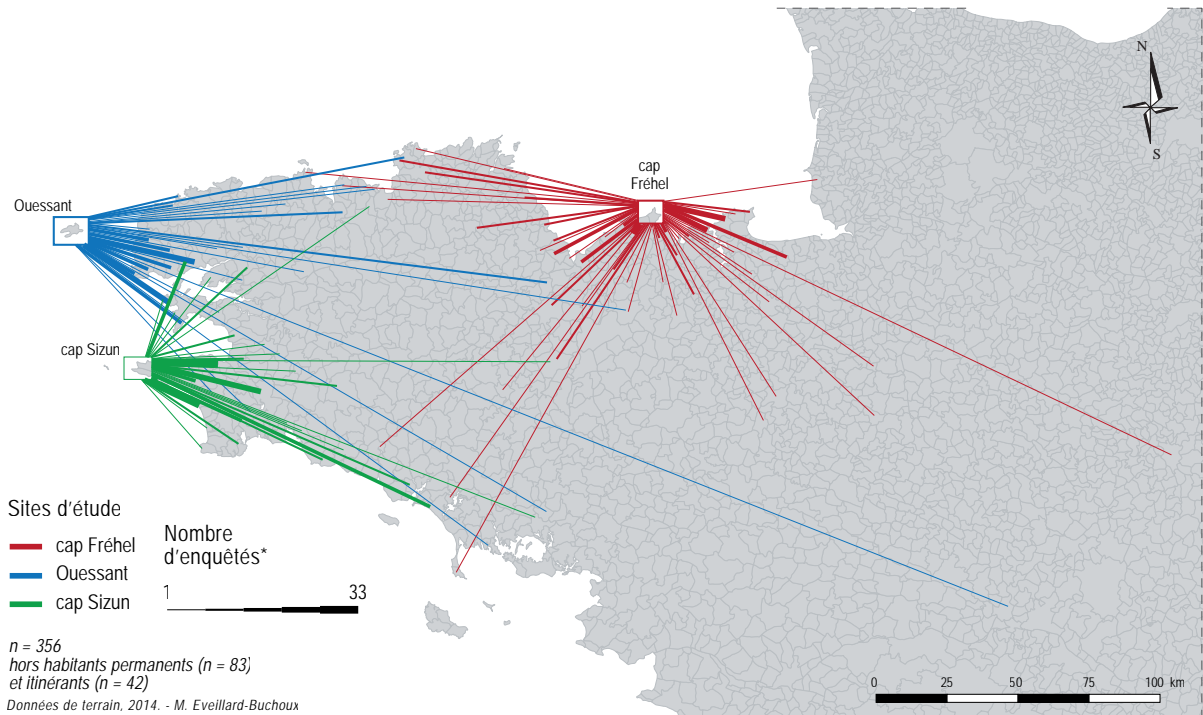 N
S
cap
Fréhel
Ouessant
cap Sizun
Sites d'étude
cap Fréhel
Ouessant
cap Sizun
Nombre
d'enquêtés*
1 33
n = 356
hors habitants permanents (n = 83)
et itinérants (n = 42)
Données de terrain, 2014. - M. Eveillard-Buchoux
0 25 50 75 100 km